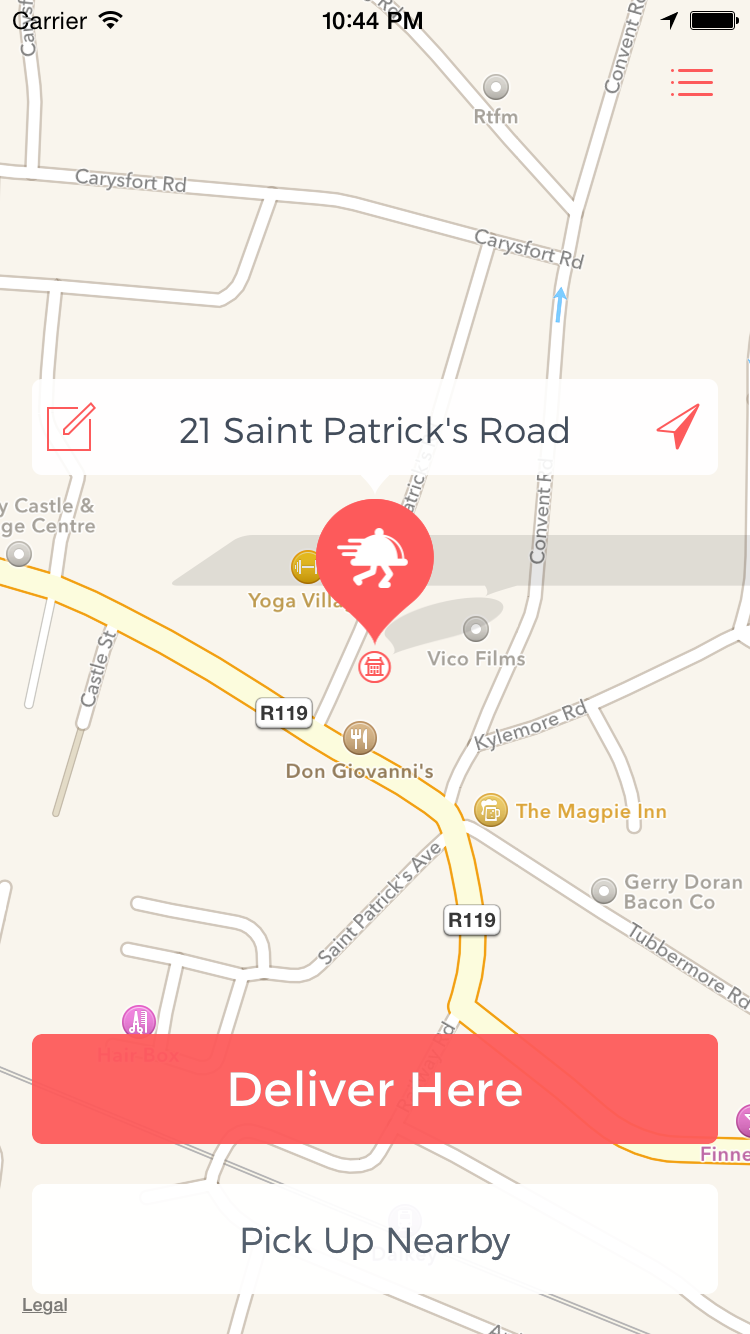 Carrier
10:44 PM
Convent Rd
Rtfm
Carysfort Rd
Carysfort Rd
21 Saint Patrick's Road
y Castle &
ge Centre
Convent Rd
Yoga Villa
Vico Films
Castle St
R119
Kylemore Rd
Don Giovanni's
The Magpie Inn
Saint Patrick's Ave
Gerry Doran
Bacon Co
R119
Tubbermore Rd
Hair Box
Deliver Here
Finne
Pick Up Nearby
Legal